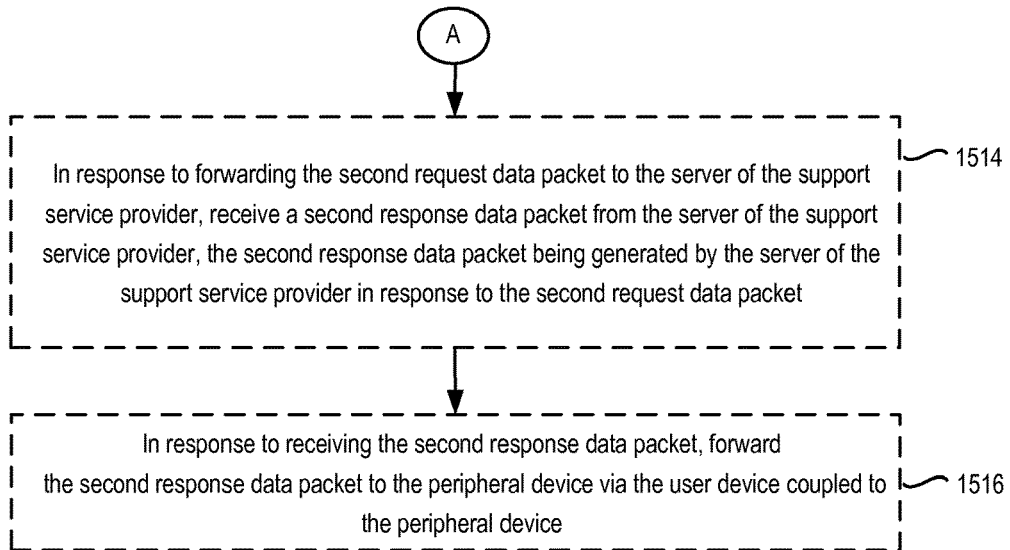 A
In response to forwarding the second request data packet to the server of the support
service provider, receive a second response data packet from the server of the support
service provider, the second response data packet being generated by the server of the
support service provider in response to the second request data packet
1514
In response to receiving the second response data packet, forward
the second response data packet to the peripheral device via the user device coupled to
the peripheral device
1516